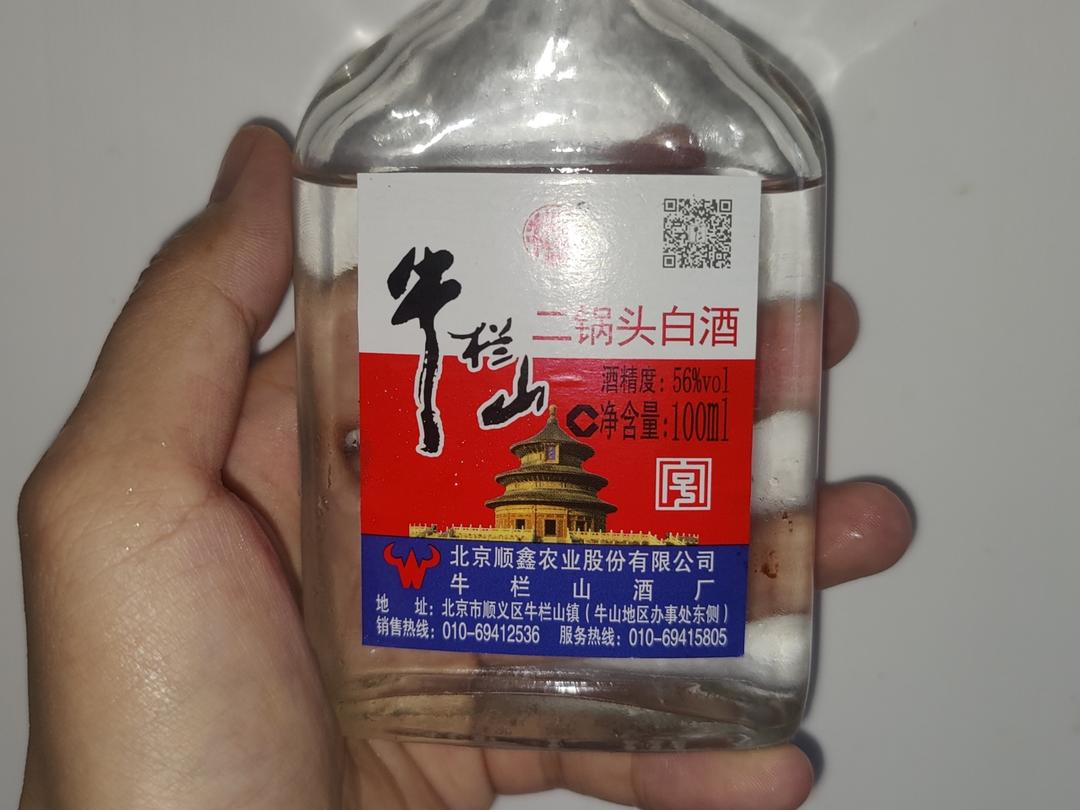 牛栏山
二锅头白酒
酒精度：56%vol
净含量:100ml
北京顺鑫农业股份有限公司
牛栏山酒厂
地 址：北京市顺义区牛栏山镇（牛山地区办事处东侧）
销售热线：010-69412536 服务热线：010-69415805